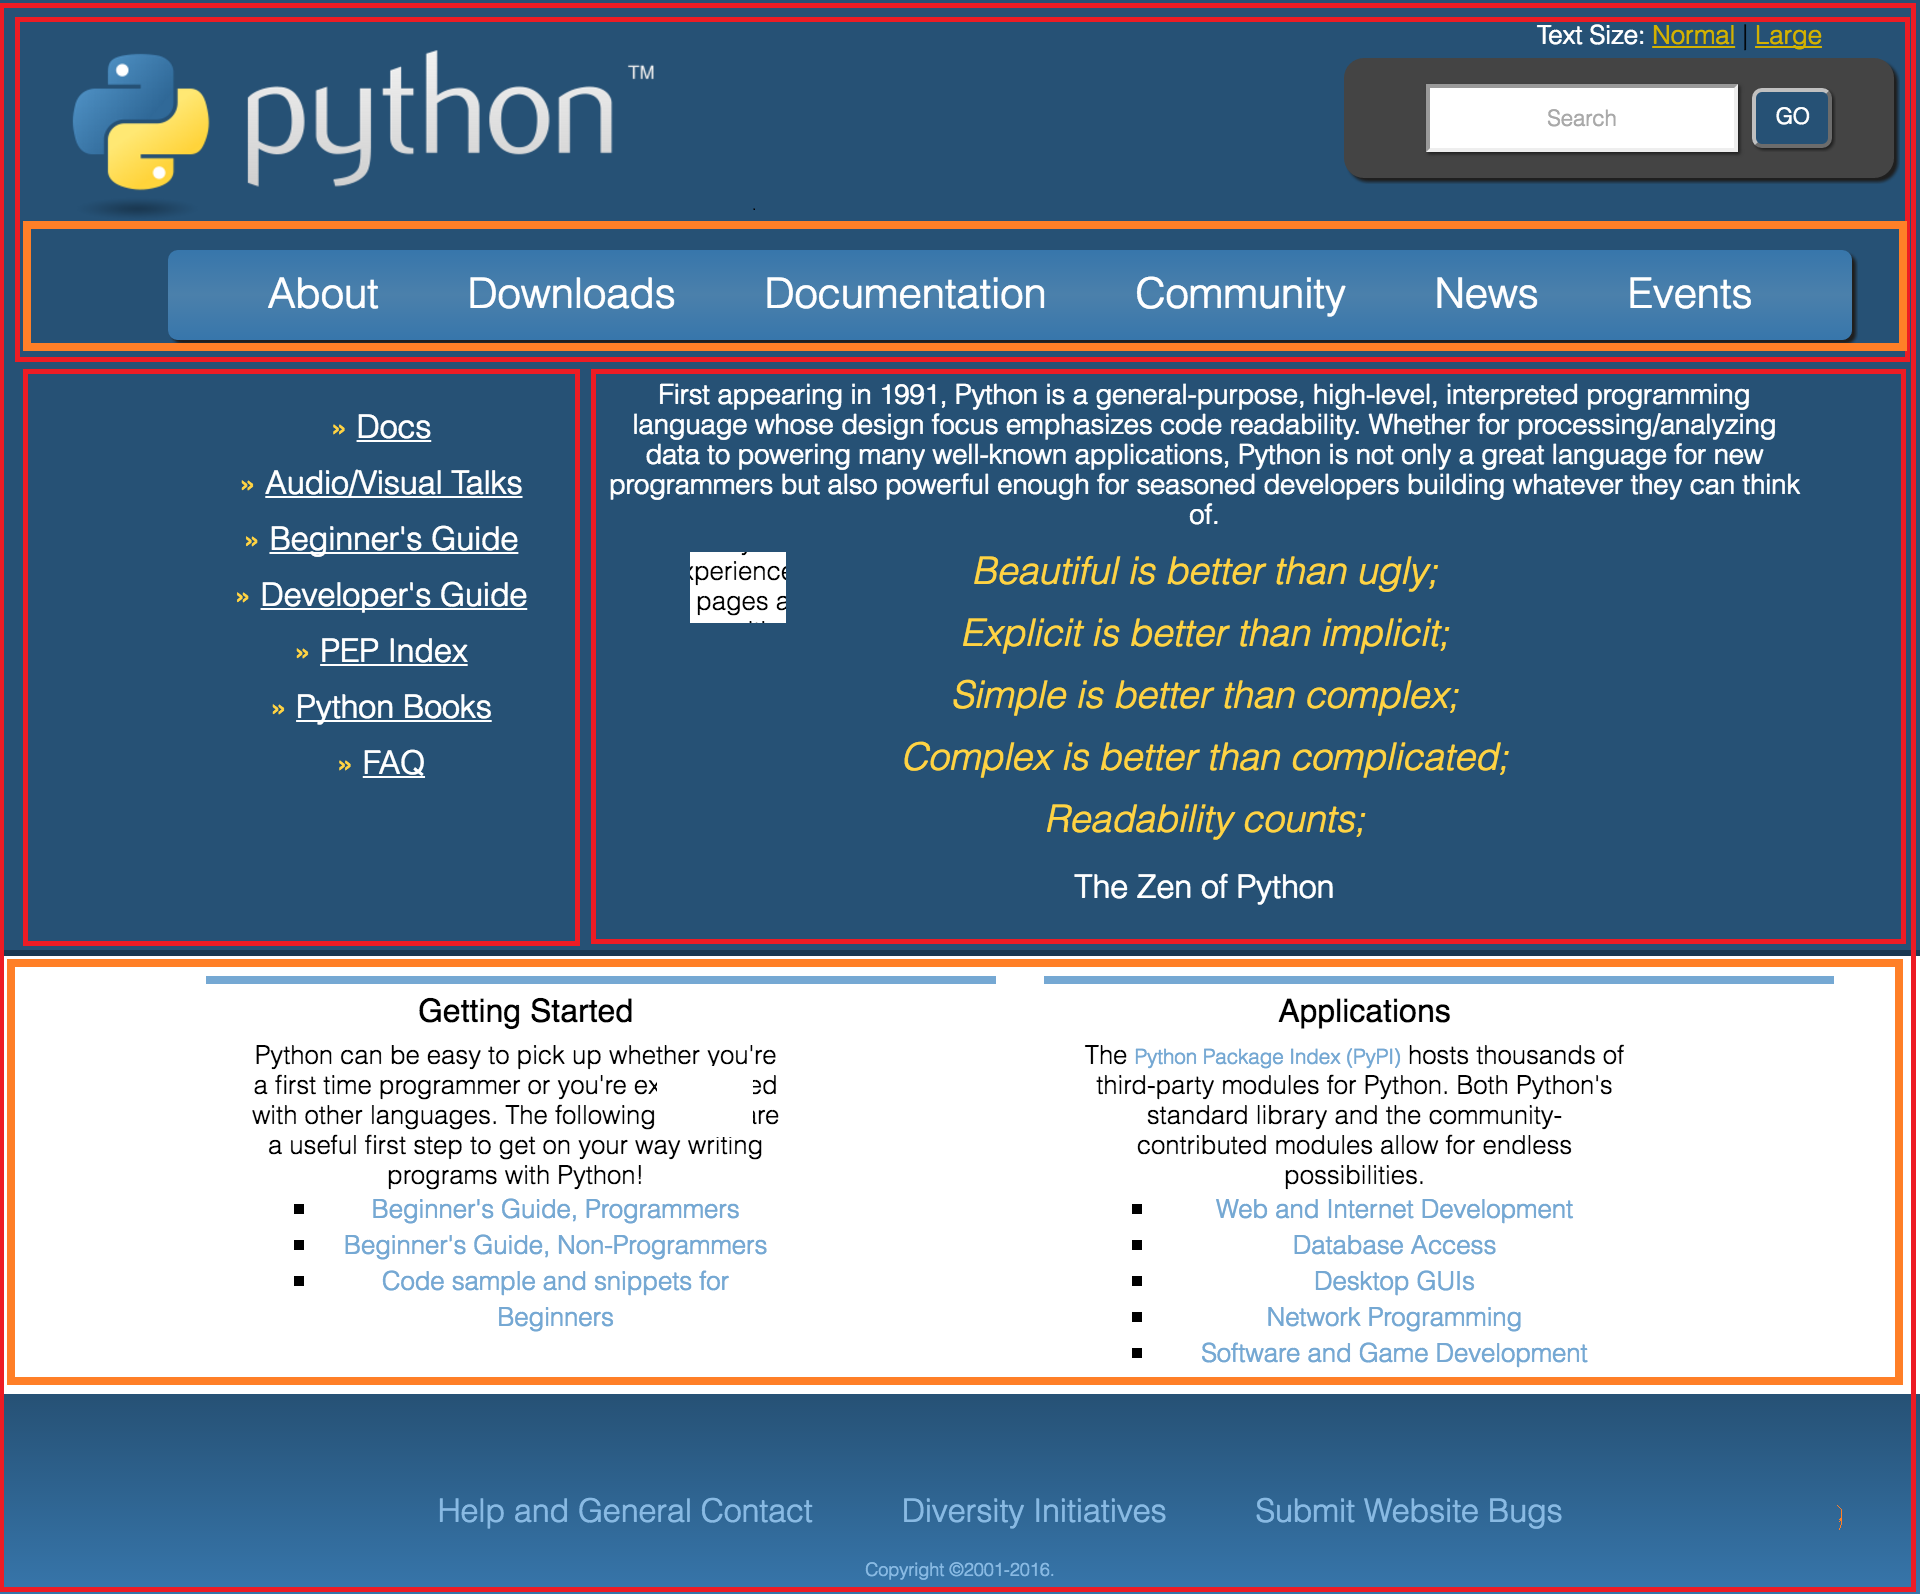 Text Size: Normal | Large
python™
Search
GO
About Downloads Documentation Community News Events
» Docs
» Audio/Visual Talks
» Beginner's Guide
» Developer's Guide
» PEP Index
» Python Books
» FAQ
First appearing in 1991, Python is a general-purpose, high-level, interpreted programming
language whose design focus emphasizes code readability. Whether for processing/analyzing
data to powering many well-known applications, Python is not only a great language for new
programmers but also powerful enough for seasoned developers building whatever they can think
of.
xperience
pages a
Beautiful is better than ugly;
Explicit is better than implicit;
Simple is better than complex;
Complex is better than complicated;
Readability counts;
The Zen of Python
Getting Started
Python can be easy to pick up whether you're
a first time programmer or you're ex ed
with other languages. The following are
a useful first step to get on your way writing
programs with Python!
Beginner's Guide, Programmers
Beginner's Guide, Non-Programmers
Code sample and snippets for
Beginners
Applications
The Python Package Index (PyPI) hosts thousands of
third-party modules for Python. Both Python's
standard library and the community-
contributed modules allow for endless
possibilities.
Web and Internet Development
Database Access
Desktop GUIs
Network Programming
Software and Game Development
Help and General Contact Diversity Initiatives Submit Website Bugs
Copyright ©2001-2016.